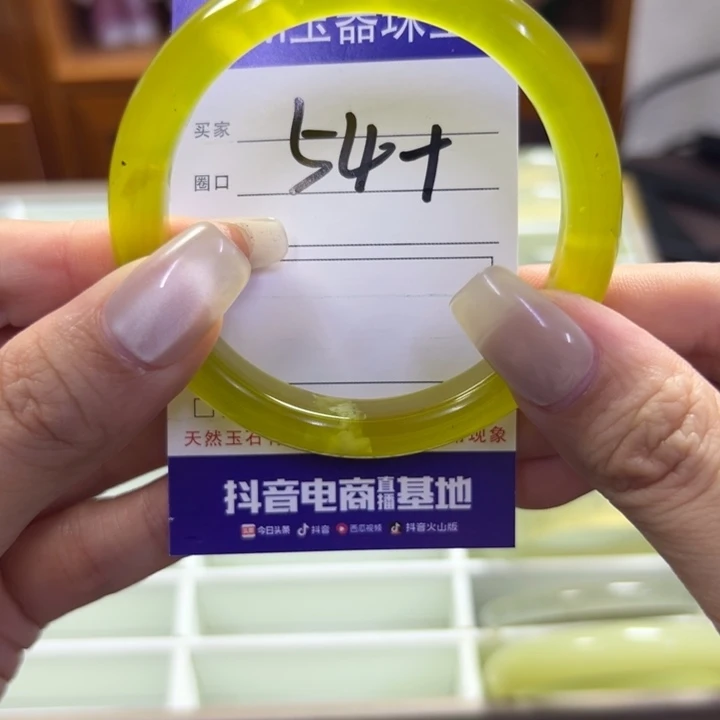 玉器珠
买家
54+
圈口
天然玉石
现象
抖音电商直播基地
今日头条 抖音 西瓜视频 抖音火山版